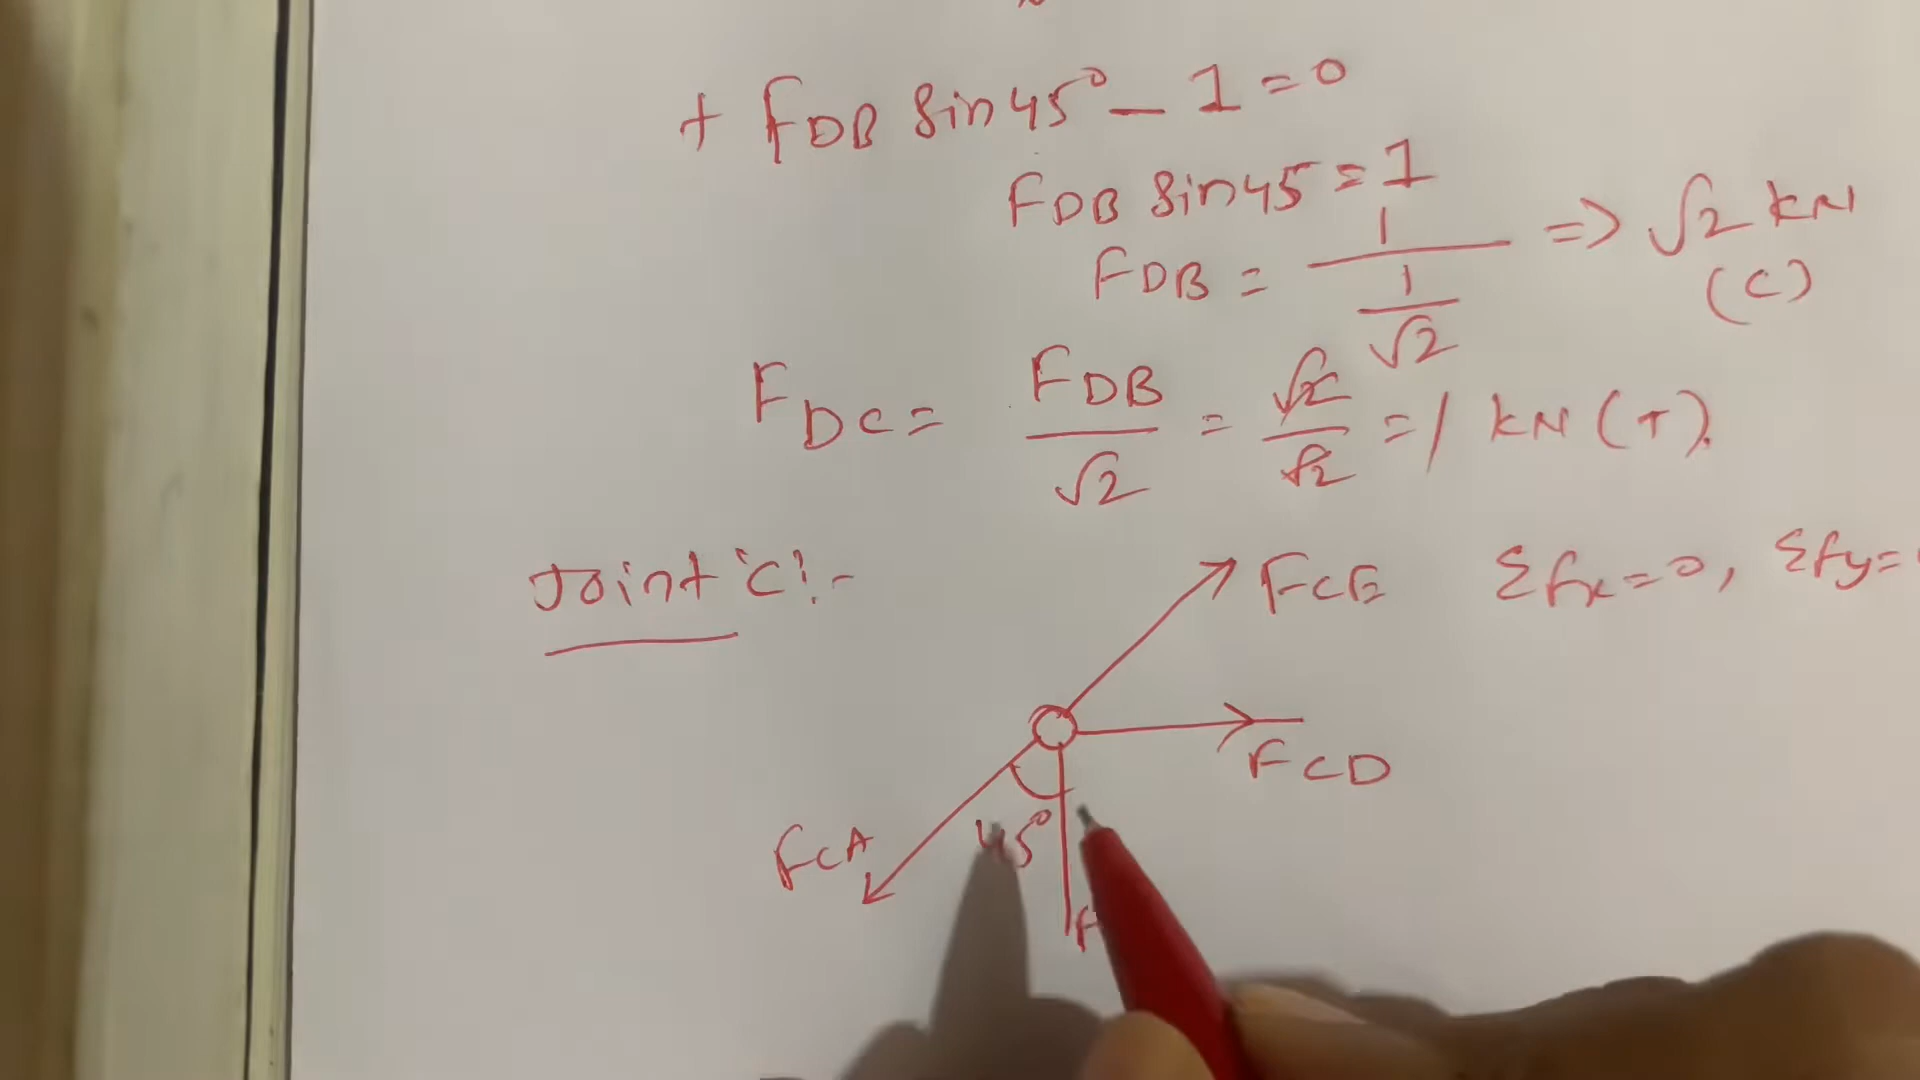 + FDB Sin45° - 1 = 0
FDB Sin45 = 1
FDB = 1 / 1/√2 => √2 kN
(C)
FDC = FDB/√2 = √2/√2 = 1 kN (T).
Joint 'C':-
FCE
Σfx=0, Σfy=
FCD
FCA
45°
F